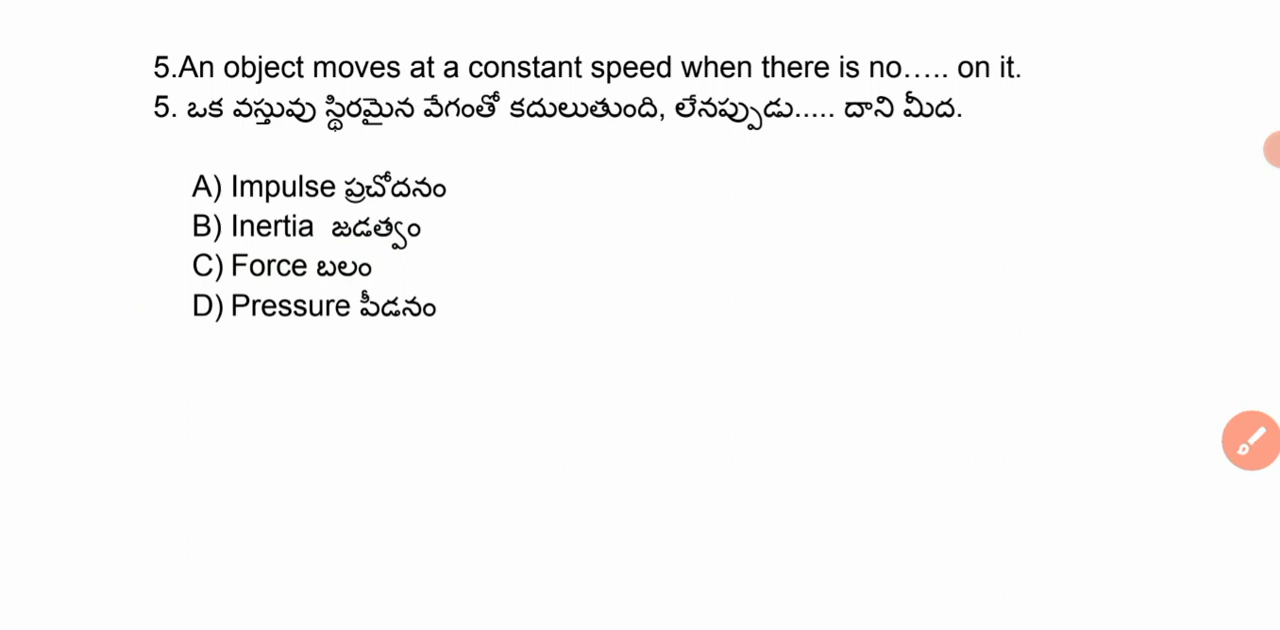 5.An object moves at a constant speed when there is no..... on it.
5. ఒక వస్తువు స్థిరమైన వేగంతో కదులుతుంది, లేనప్పుడు..... దాని మీద.
A) Impulse ప్రచోదనం
B) Inertia జడత్వం
C) Force బలం
D) Pressure పీడనం